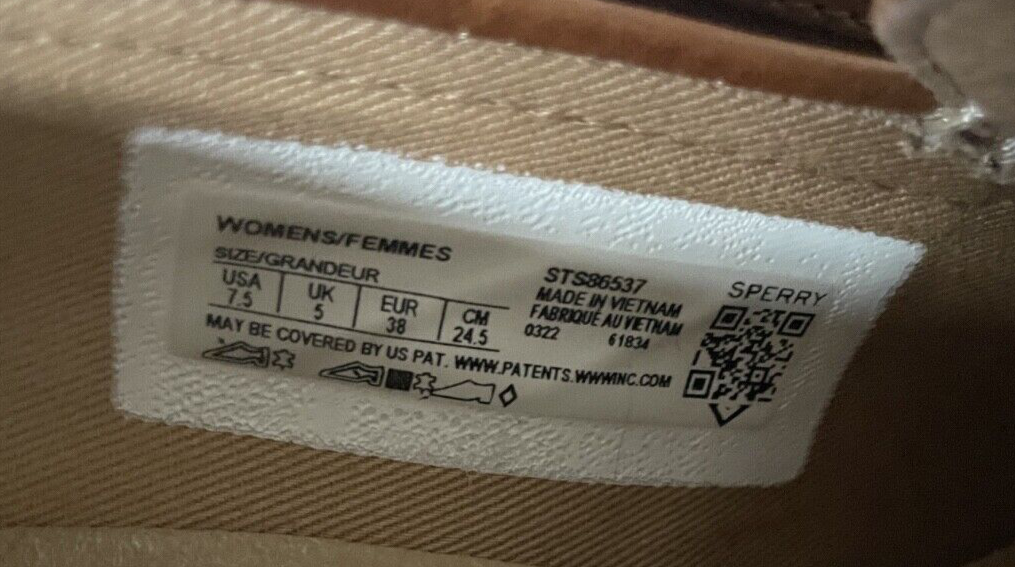 WOMENS/FEMMES
SIZE/GRANDEUR
USA UK EUR CM
7.5 5 38 24.5
MAY BE COVERED BY US PAT. WWW.PATENTS.WWWINC.COM
STS86537
MADE IN VIETNAM
FABRIQUÉ AU VIETNAM
0322 61834
SPERRY